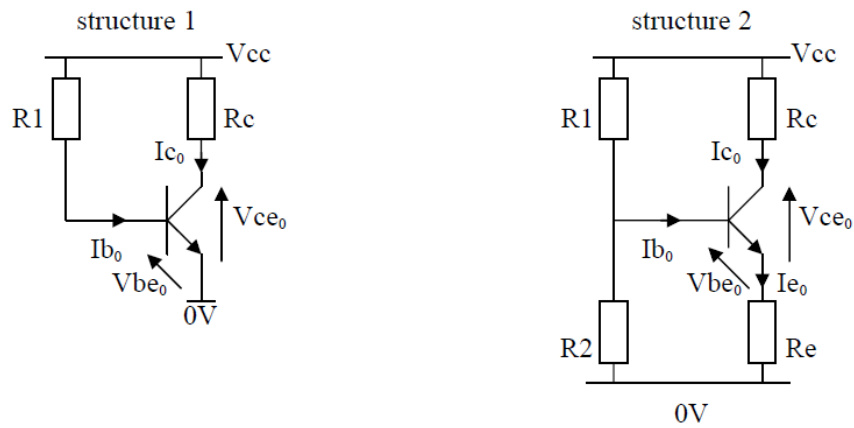 structure 1
Vcc
R1
Rc
Ic₀
Vce₀
Ib₀
Vbe₀
0V
structure 2
Vcc
R1
Rc
Ic₀
Vce₀
Ib₀
Vbe₀
Ie₀
R2
Re
0V